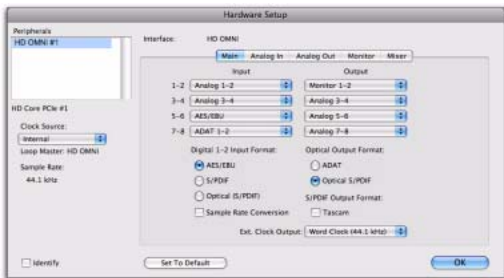 Hardware Setup
Peripherals
HD OMNI #1
Interface: HD OMNI
Main Analog In Analog Out Monitor Mixer
Input Output
1-2 Analog 1-2 Monitor 1-2
3-4 Analog 3-4 Analog 3-4
5-6 AES/EBU Analog 5-6
7-8 ADAT 1-2 Analog 7-8
HD Core PCIe #1
Clock Source:
Internal
Loop Master: HD OMNI
Sample Rate:
44.1 kHz
Digital 1-2 Input Format: Optical Output Format:
AES/EBU ADAT
S/PDIF Optical S/PDIF
Optical (S/PDIF) S/PDIF Output Format:
Sample Rate Conversion Tascam
Ext. Clock Output: Word Clock (44.1 kHz)
Identify Set To Default OK